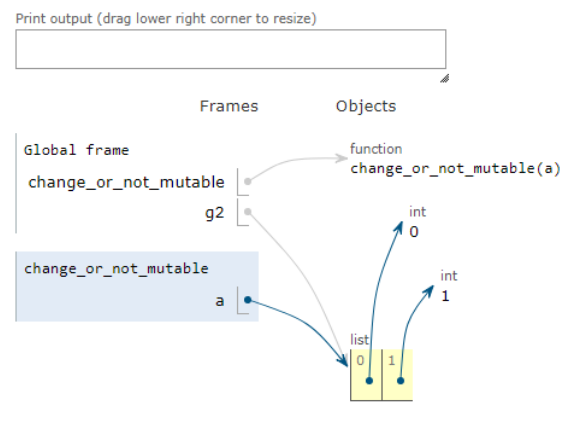 Print output (drag lower right corner to resize)
Frames Objects
Global frame
change_or_not_mutable
g2
function
change_or_not_mutable(a)
int
0
change_or_not_mutable
a
int
1
list
0 1